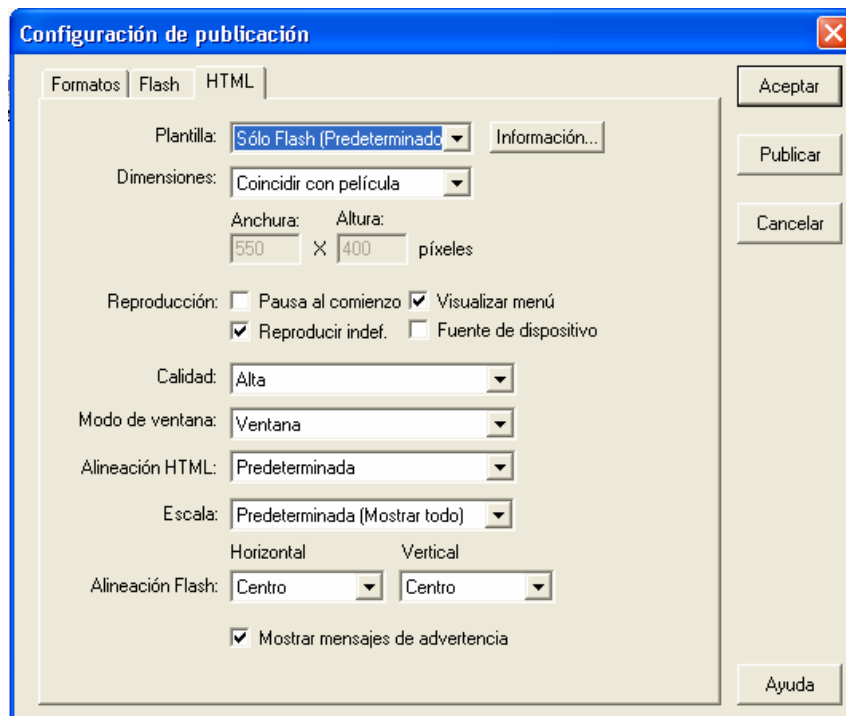 Configuración de publicación
Formatos Flash HTML
Aceptar
Publicar
Cancelar
Plantilla: Sólo Flash (Predeterminado Información...
Dimensiones: Coincidir con película
Anchura: Altura:
550 X 400 píxeles
Reproducción: Pausa al comienzo Visualizar menú
Reproducir indef. Fuente de dispositivo
Calidad: Alta
Modo de ventana: Ventana
Alineación HTML: Predeterminada
Escala: Predeterminada (Mostrar todo)
Horizontal Vertical
Alineación Flash: Centro Centro
Mostrar mensajes de advertencia
Ayuda